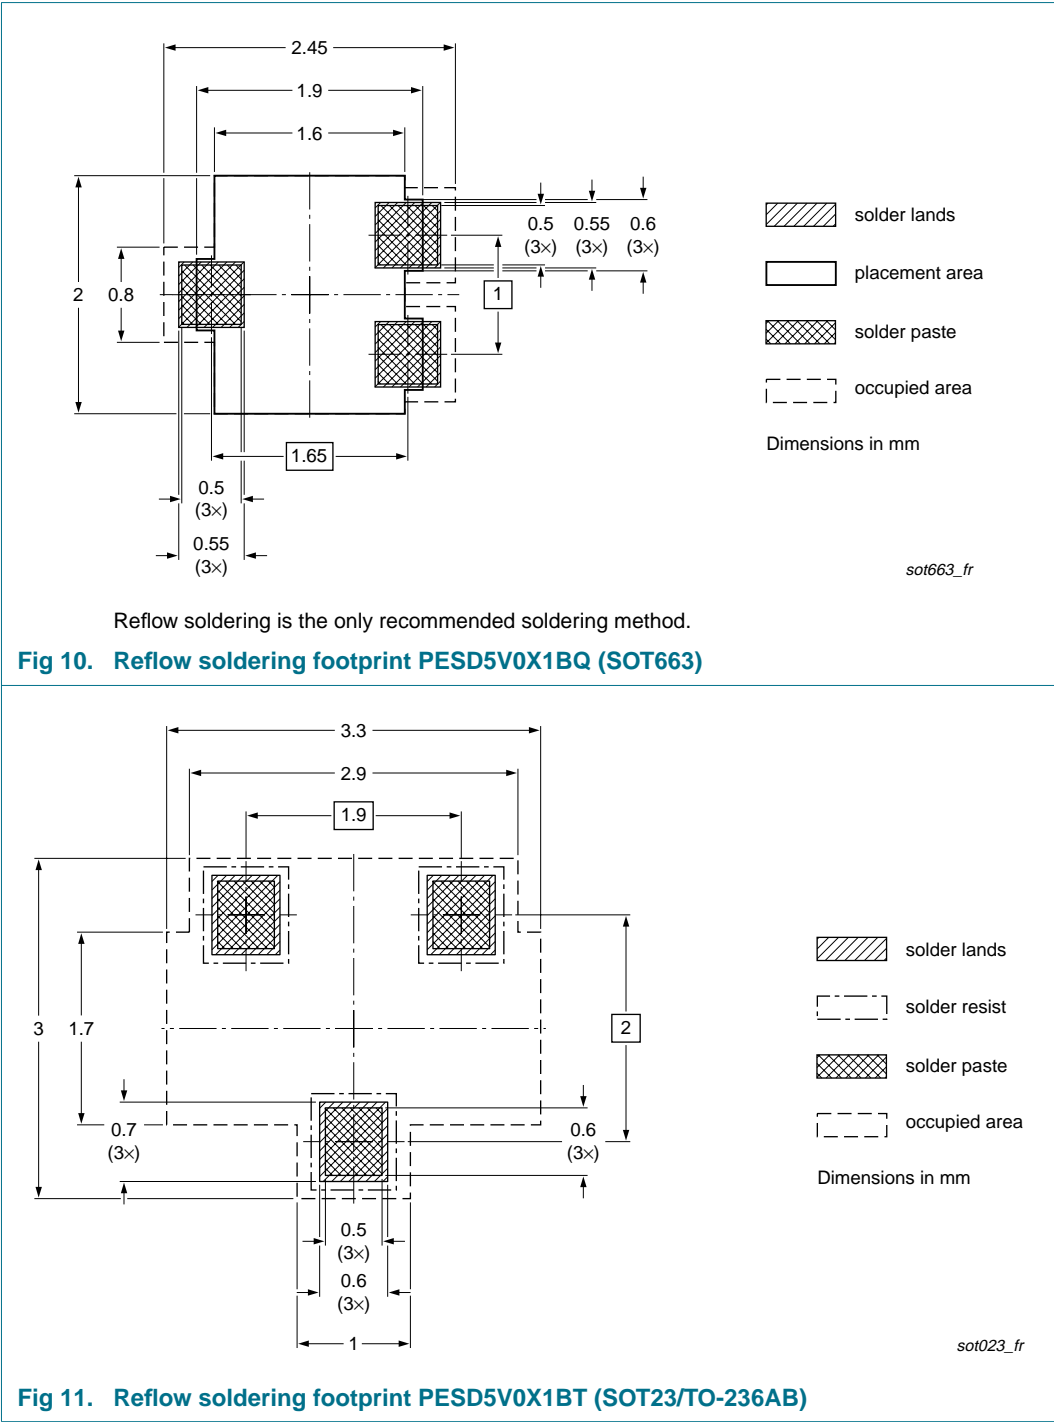 2.45
1.9
1.6
0.5 0.55 0.6
(3×) (3×) (3×)
2
0.8
1
1.65
0.5
(3×)
0.55
(3×)
solder lands
placement area
solder paste
occupied area
Dimensions in mm
sot663_fr
Reflow soldering is the only recommended soldering method.
Fig 10. Reflow soldering footprint PESD5V0X1BQ (SOT663)
3.3
2.9
1.9
3
1.7
2
0.7
(3×)
0.6
(3×)
0.5
(3×)
0.6
(3×)
1
solder lands
solder resist
solder paste
occupied area
Dimensions in mm
sot023_fr
Fig 11. Reflow soldering footprint PESD5V0X1BT (SOT23/TO-236AB)